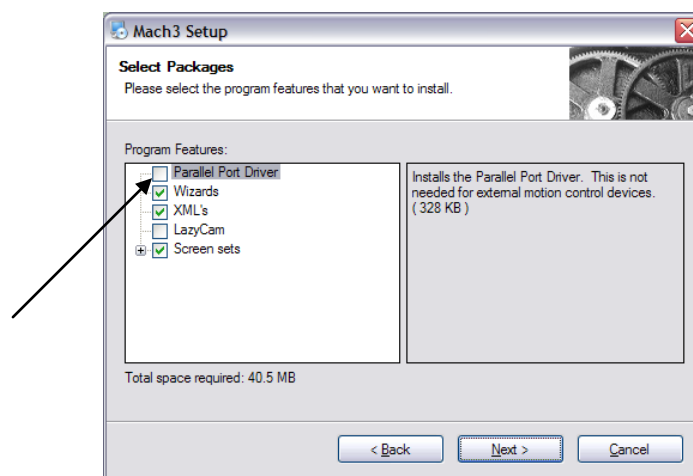 Mach3 Setup
Select Packages
Please select the program features that you want to install.
Program Features:
Parallel Port Driver
Wizards
XML's
LazyCam
Screen sets
Installs the Parallel Port Driver.  This is not
needed for external motion control devices.
( 328 KB )
Total space required: 40.5 MB
< Back
Next >
Cancel